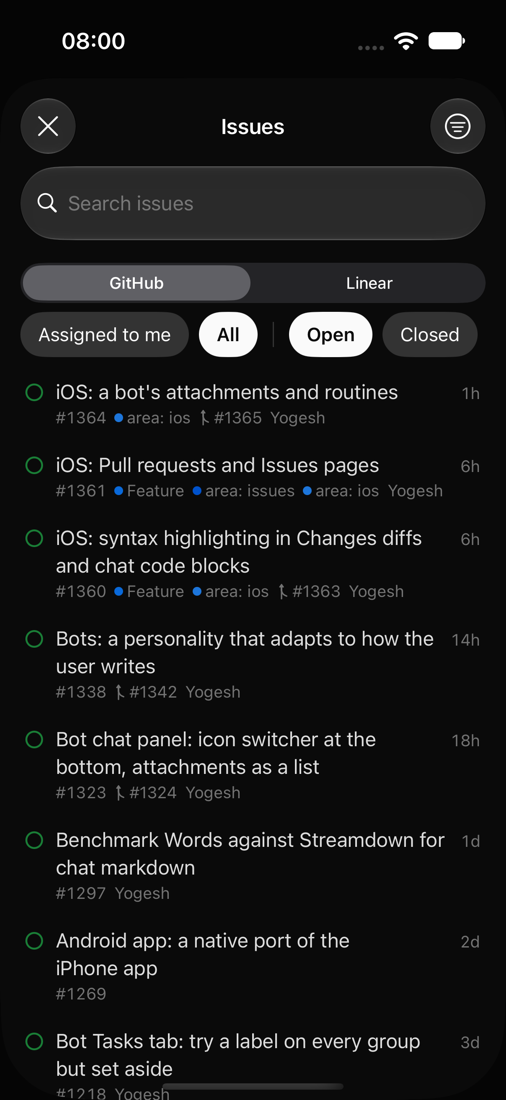 08:00
Issues
Search issues
GitHub Linear
Assigned to me All Open Closed
iOS: a bot's attachments and routines 1h
#1364 area: ios #1365 Yogesh
iOS: Pull requests and Issues pages 6h
#1361 Feature area: issues area: ios Yogesh
iOS: syntax highlighting in Changes diffs 6h
and chat code blocks
#1360 Feature area: ios #1363 Yogesh
Bots: a personality that adapts to how the 14h
user writes
#1338 #1342 Yogesh
Bot chat panel: icon switcher at the 18h
bottom, attachments as a list
#1323 #1324 Yogesh
Benchmark Words against Streamdown for 1d
chat markdown
#1297 Yogesh
Android app: a native port of the 2d
iPhone app
#1269
Bot Tasks tab: try a label on every group 3d
but set aside
#1218 Yogesh